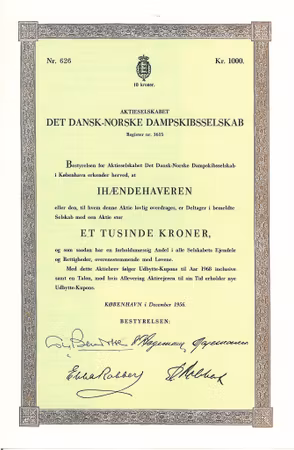 Nr. 626
Kr. 1000.
10 kroner.
AKTIESELSKABET
DET DANSK-NORSKE DAMPSKIBSSELSKAB
Register nr.
Bestyrelsen for Aktieselskabet Det Dansk-Norske Dampskibsselskab
i København erkender herved, at
IHÆNDEHAVEREN
eller den, til hvem denne Aktie lovlig overdrages, er Deltager i bemeldte
Selskab med een Aktie stor
ET TUSINDE KRONER,
og som saadan har en forholdsmæssig Andel i alle Selskabets Ejendele
og Rettigheder, overensstemmende med Lovene.
Med dette Aktiebrev følger Udbytte-Kupons til Aar 1968 inclusive
samt en Talon, mod hvis Aflevering Aktieejeren til sin Tid erholder nye
Udbytte-Kupons.
KØBENHAVN i December 1956.
BESTYRELSEN: